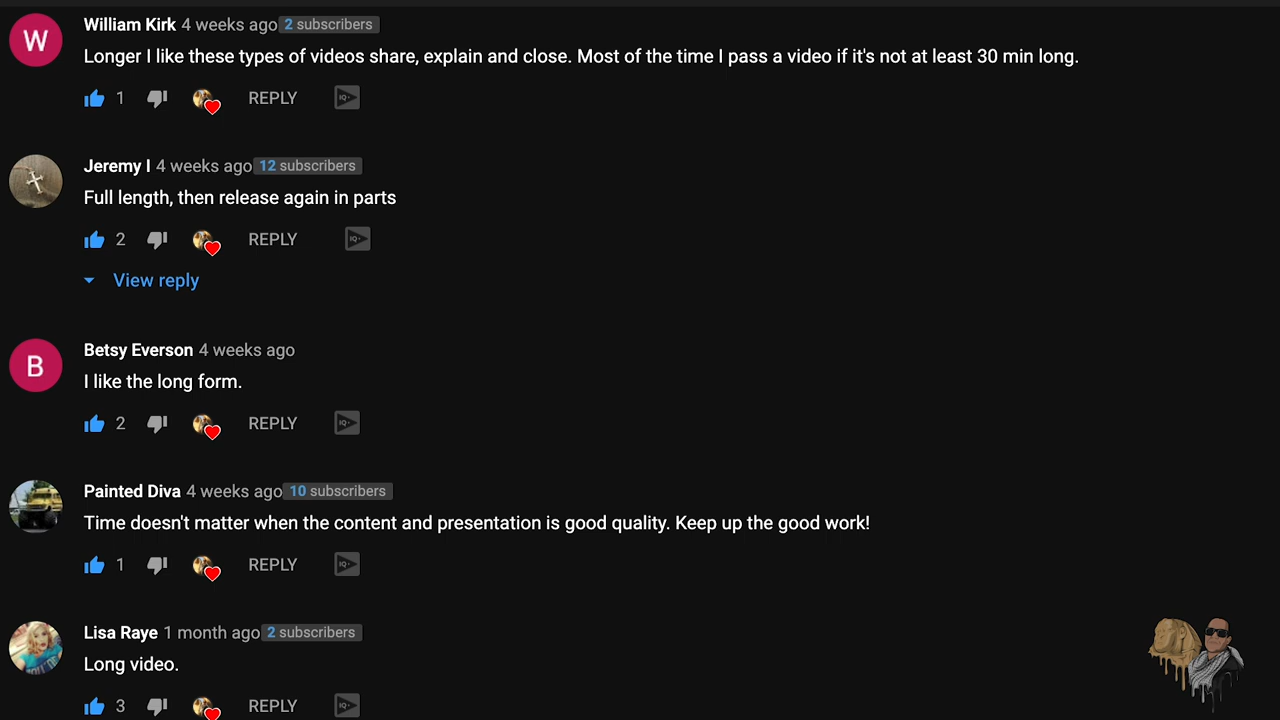 W
William Kirk 4 weeks ago 2 subscribers
Longer I like these types of videos share, explain and close. Most of the time I pass a video if it's not at least 30 min long.
1 REPLY IQ
Jeremy I 4 weeks ago 12 subscribers
Full length, then release again in parts
2 REPLY IQ
View reply
B
Betsy Everson 4 weeks ago
I like the long form.
2 REPLY IQ
Painted Diva 4 weeks ago 10 subscribers
Time doesn't matter when the content and presentation is good quality. Keep up the good work!
1 REPLY IQ
Lisa Raye 1 month ago 2 subscribers
Long video.
3 REPLY IQ